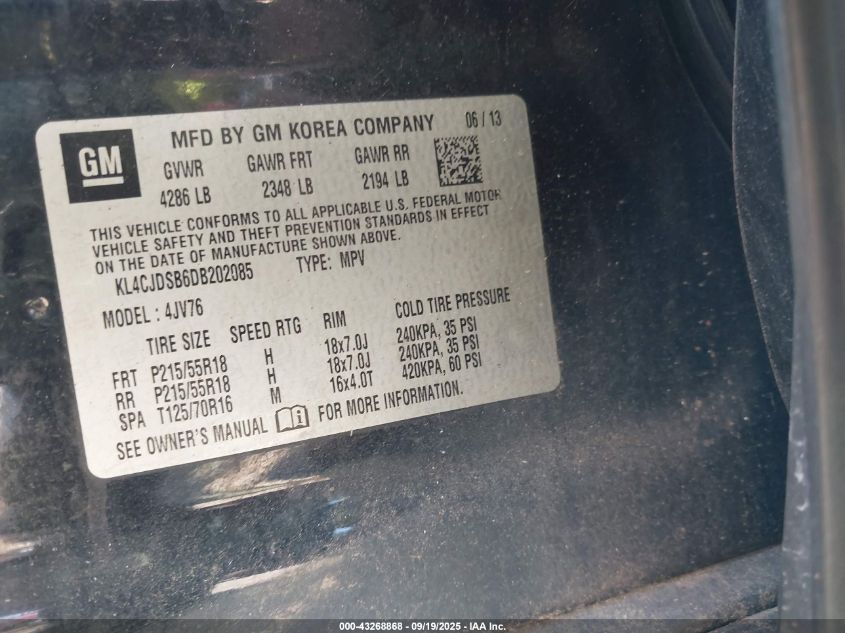 GM
MFD BY GM KOREA COMPANY 06 / 13
GVWR GAWR FRT GAWR RR
4286 LB 2348 LB 2194 LB
THIS VEHICLE CONFORMS TO ALL APPLICABLE U.S. FEDERAL MOTOR
VEHICLE SAFETY AND THEFT PREVENTION STANDARDS IN EFFECT
ON THE DATE OF MANUFACTURE SHOWN ABOVE.
KL4CJDSB6DB202085 TYPE: MPV
MODEL : 4JV76
TIRE SIZE SPEED RTG RIM COLD TIRE PRESSURE
FRT P215/55R18 H 18x7.0J 240KPA, 35 PSI
RR P215/55R18 H 18x7.0J 240KPA, 35 PSI
SPA T125/70R16 M 16x4.0T 420KPA, 60 PSI
SEE OWNER'S MANUAL i FOR MORE INFORMATION.
000-43268868 - 09/19/2025 - IAA Inc.